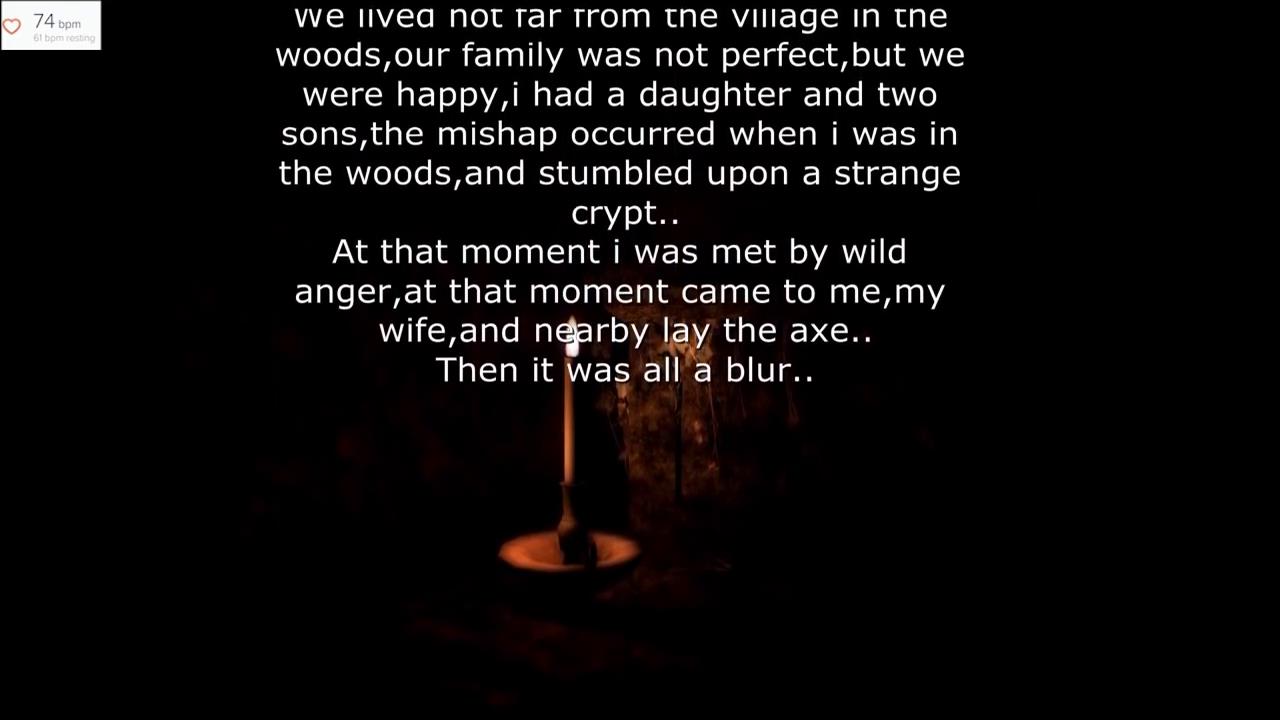 74 bpm
61 bpm resting
We lived not far from the village in the
woods,our family was not perfect,but we
were happy,i had a daughter and two
sons,the mishap occurred when i was in
the woods,and stumbled upon a strange
crypt..
At that moment i was met by wild
anger,at that moment came to me,my
wife,and nearby lay the axe..
Then it was all a blur..